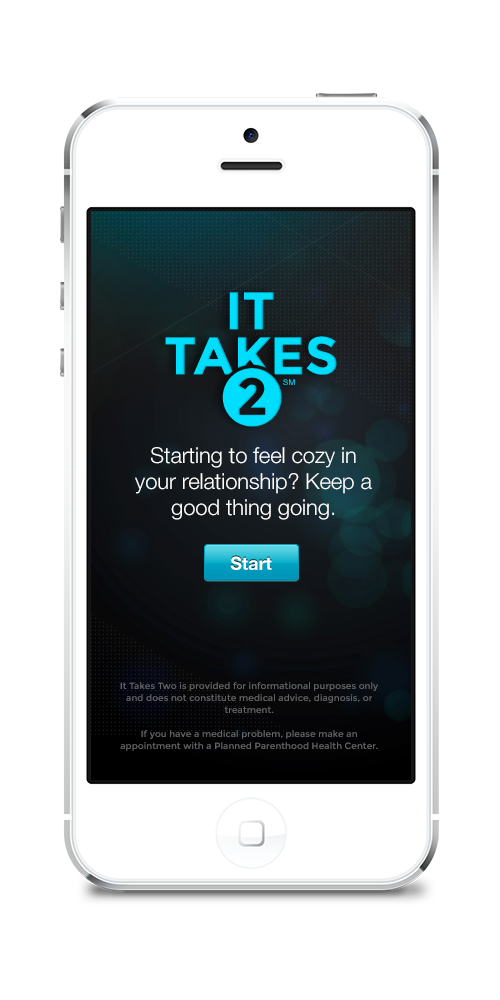 IT
TAKES
2 SM
Starting to feel cozy in
your relationship? Keep a
good thing going.
Start
It Takes Two is provided for informational purposes only
and does not constitute medical advice, diagnosis, or
treatment.
If you have a medical problem, please make an
appointment with a Planned Parenthood Health Center.